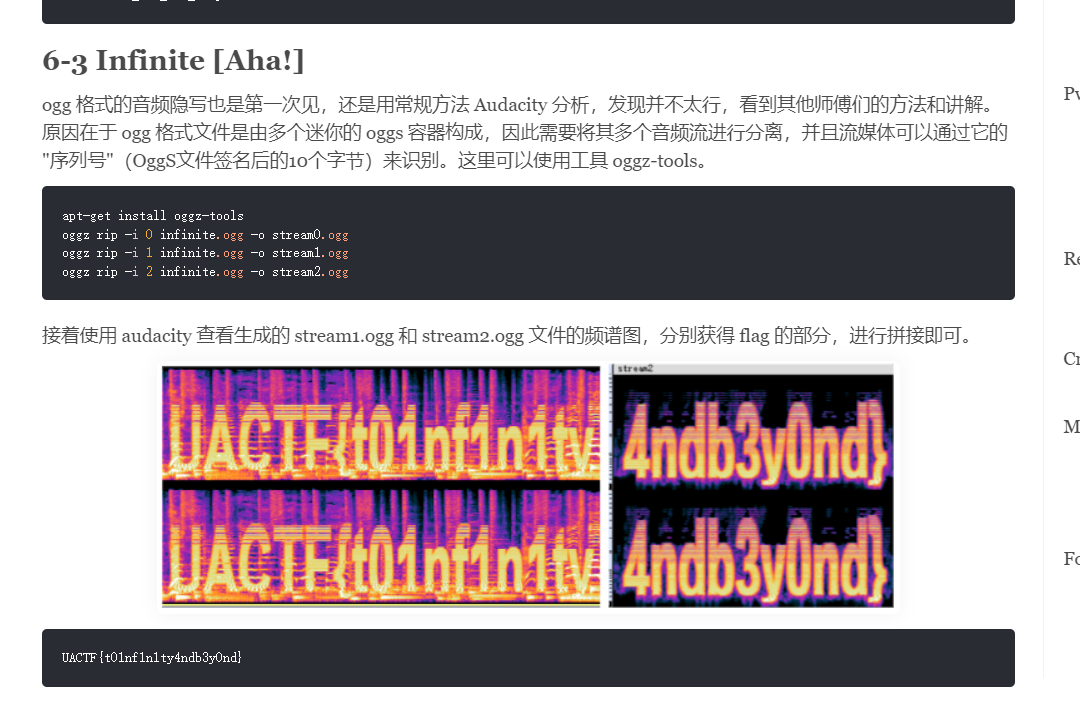 6-3 Infinite [Aha!]
ogg 格式的音频隐写也是第一次见，还是用常规方法 Audacity 分析，发现并不太行，看到其他师傅们的方法和讲解。
原因在于 ogg 格式文件是由多个迷你的 oggs 容器构成，因此需要将其多个音频流进行分离，并且流媒体可以通过它的
"序列号"（OggS文件签名后的10个字节）来识别。这里可以使用工具 oggz-tools。
apt-get install oggz-tools
oggz rip -i 0 infinite.ogg -o stream0.ogg
oggz rip -i 1 infinite.ogg -o stream1.ogg
oggz rip -i 2 infinite.ogg -o stream2.ogg
接着使用 audacity 查看生成的 stream1.ogg 和 stream2.ogg 文件的频谱图，分别获得 flag 的部分，进行拼接即可。
stream2
UACTF{t01nf1n1ty
4ndb3y0nd}
UACTF{t01nf1n1ty
4ndb3y0nd}
UACTF{t01nf1n1ty4ndb3y0nd}